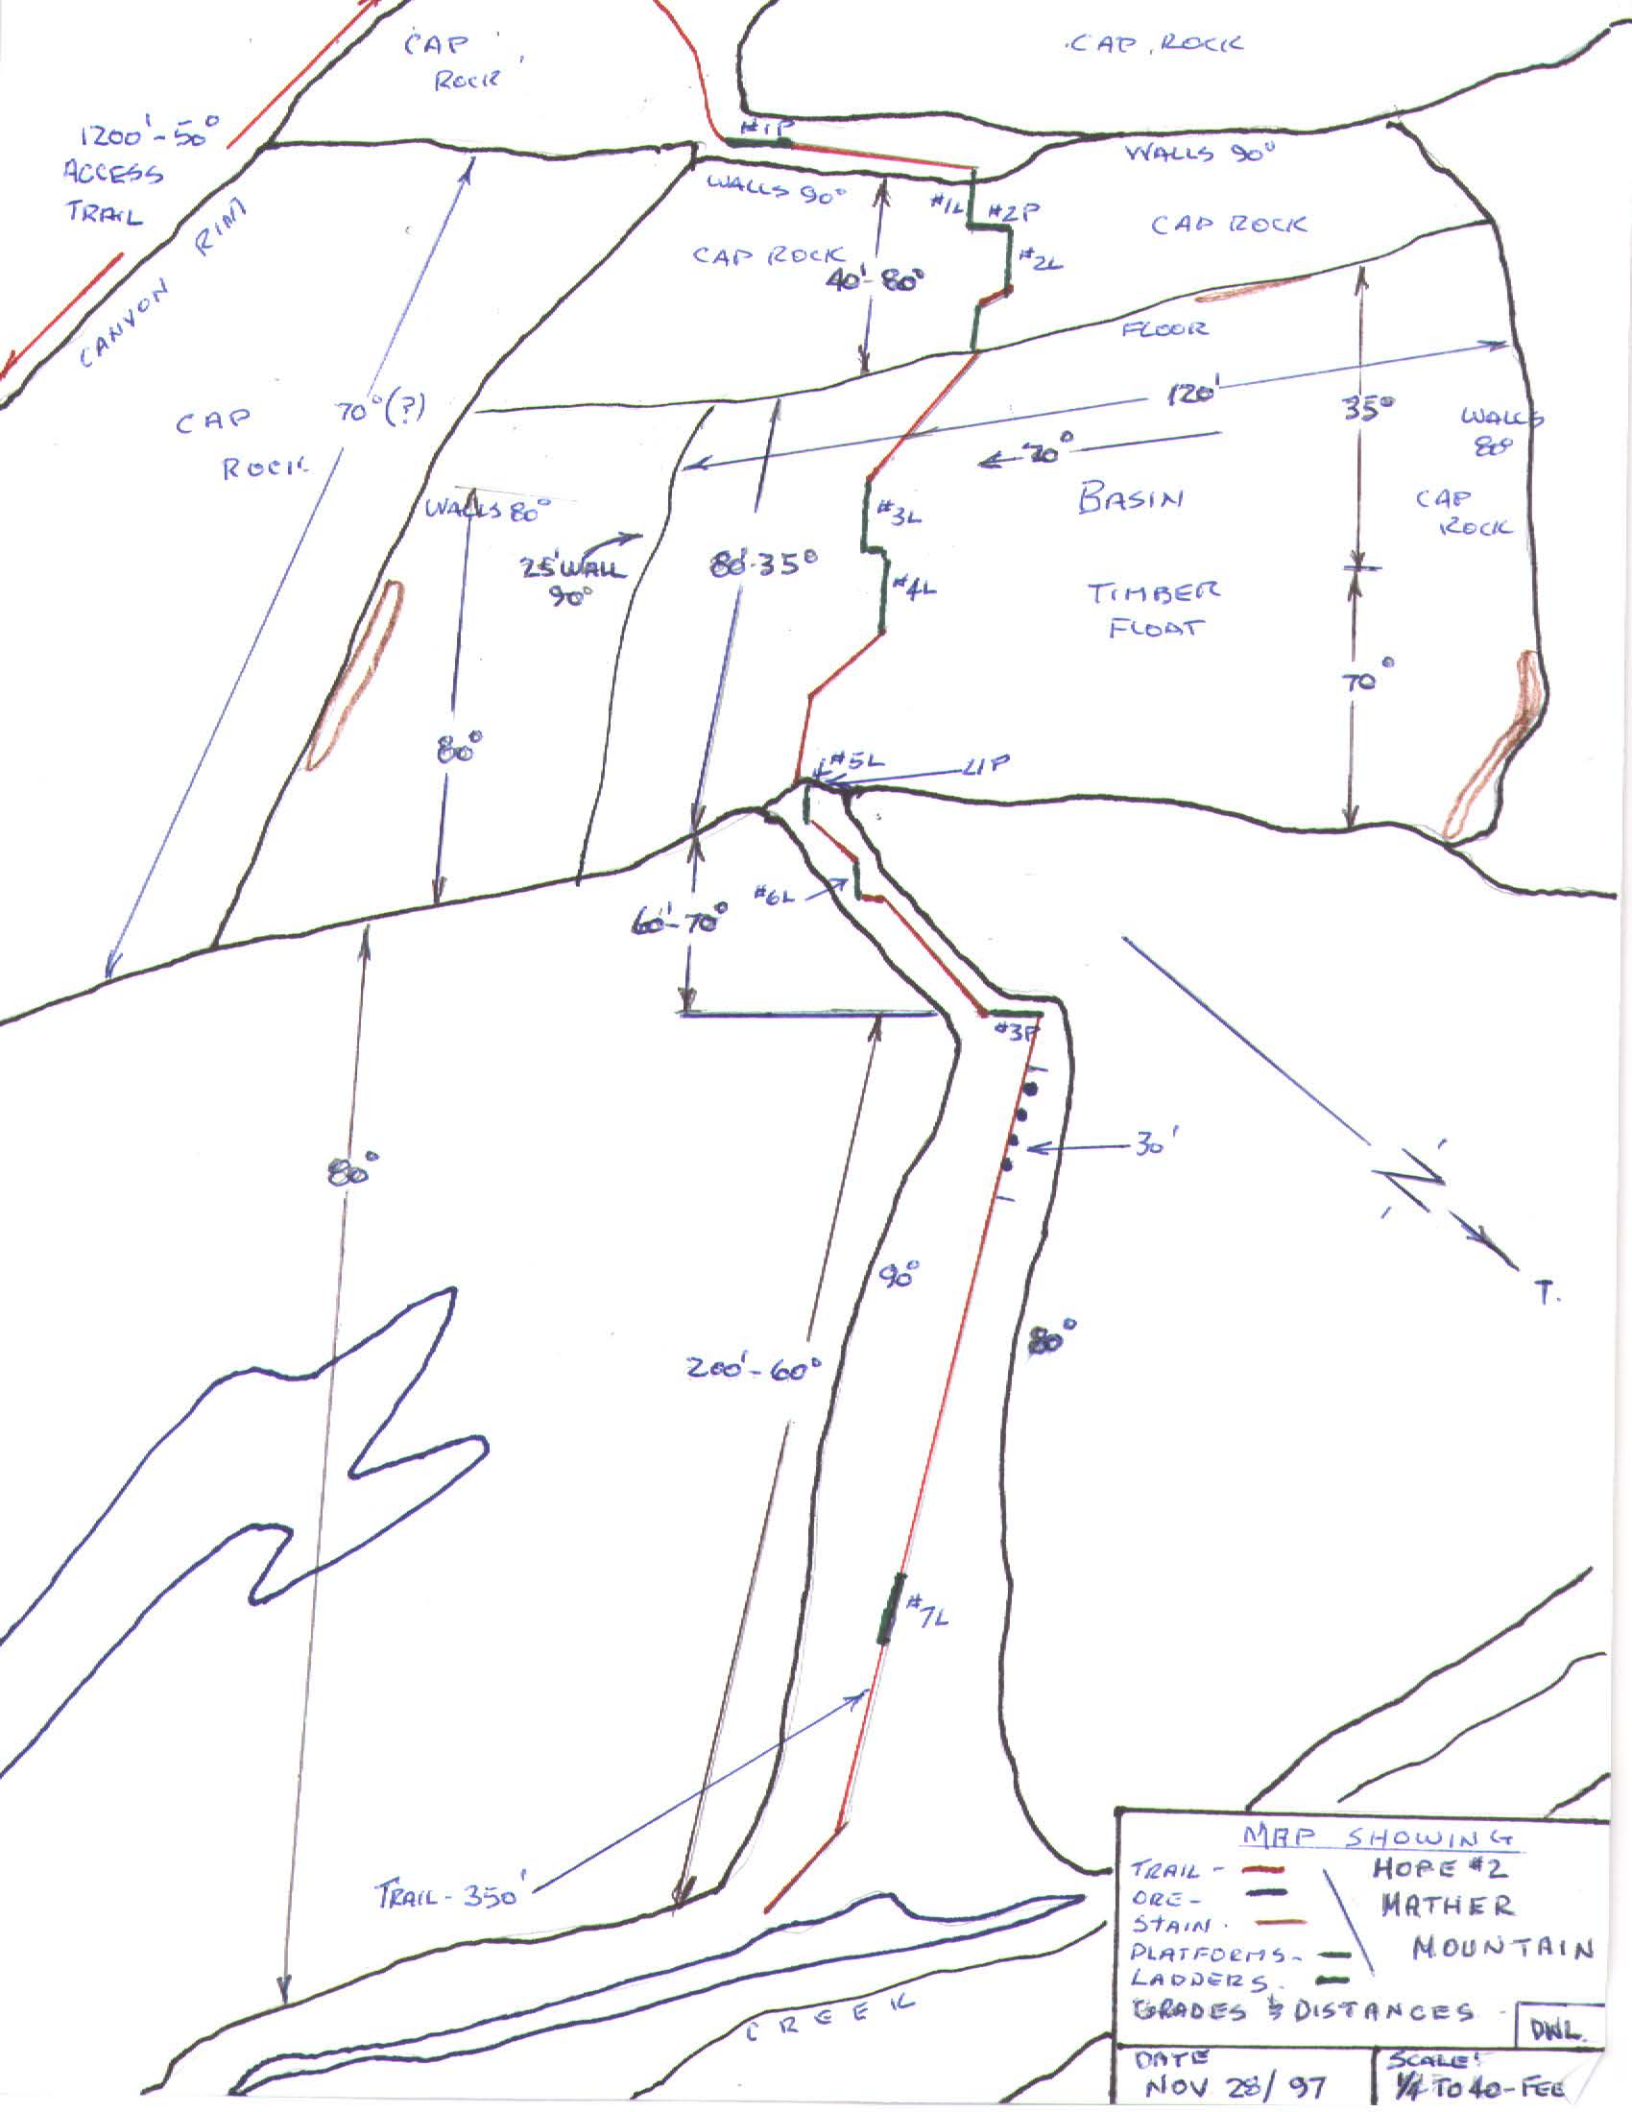 CAP
ROCK
CAP ROCK
1200'-50°
ACCESS
TRAIL
CANYON RIM
#1P
WALLS 90°
WALLS 90°
#1L
#2P
CAP ROCK
CAP ROCK
#2L
40'-80°
FLOOR
120'
70°(?)
CAP
ROCK
35°
WALLS
80°
20°
WALLS 80°
#3L
BASIN
CAP
ROCK
25' WALL
90°
80'-35°
#4L
TIMBER
FLOAT
70°
80°
#5L
LIP
#6L
60'-70°
#3P
30'
80°
N
T.
90°
80°
200'-60°
#7L
TRAIL-350'
CREEK
MAP SHOWING
HOPE #2
MATHER
MOUNTAIN
TRAIL -
ORE -
STAIN -
PLATFORMS -
LADDERS.
GRADES & DISTANCES -
DWL.
DATE
NOV 28/97
SCALE:
1/4 TO 40-FEE